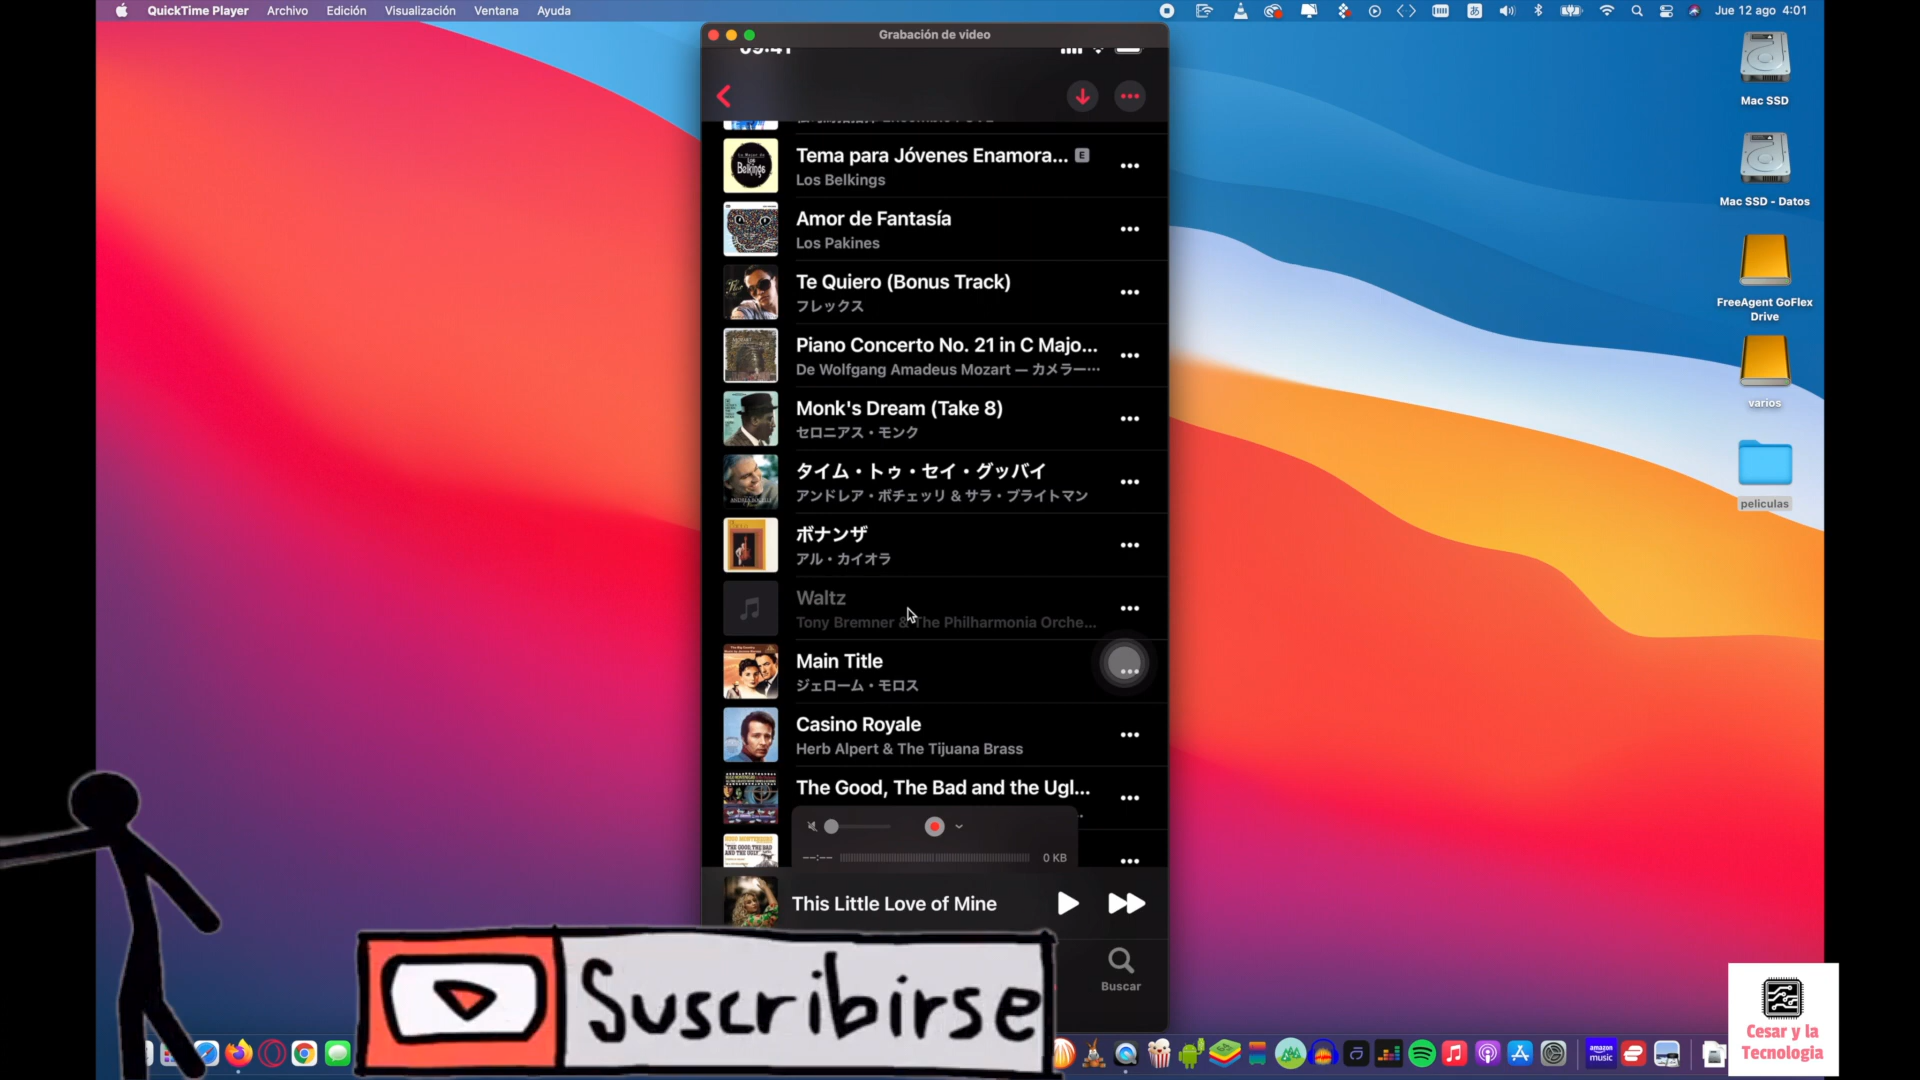 QuickTime Player Archivo Edición Visualización Ventana Ayuda
あ
Jue 12 ago 4:01
Grabación de video
09:41
Tema para Jóvenes Enamora... E
Los Belkings
Amor de Fantasía
Los Pakines
Te Quiero (Bonus Track)
フレックス
Piano Concerto No. 21 in C Majo...
De Wolfgang Amadeus Mozart — カメラー…
Monk's Dream (Take 8)
セロニアス・モンク
タイム・トゥ・セイ・グッバイ
アンドレア・ボチェッリ & サラ・ブライトマン
ボナンザ
アル・カイオラ
Waltz
Tony Bremner & The Philharmonia Orche...
Main Title
ジェローム・モロス
Casino Royale
Herb Alpert & The Tijuana Brass
The Good, The Bad and the Ugl...
--:-- 0 KB
This Little Love of Mine
Buscar
Mac SSD
Mac SSD - Datos
FreeAgent GoFlex
Drive
varios
peliculas
Suscribirse
amazon
music
Cesar y la
Tecnologia